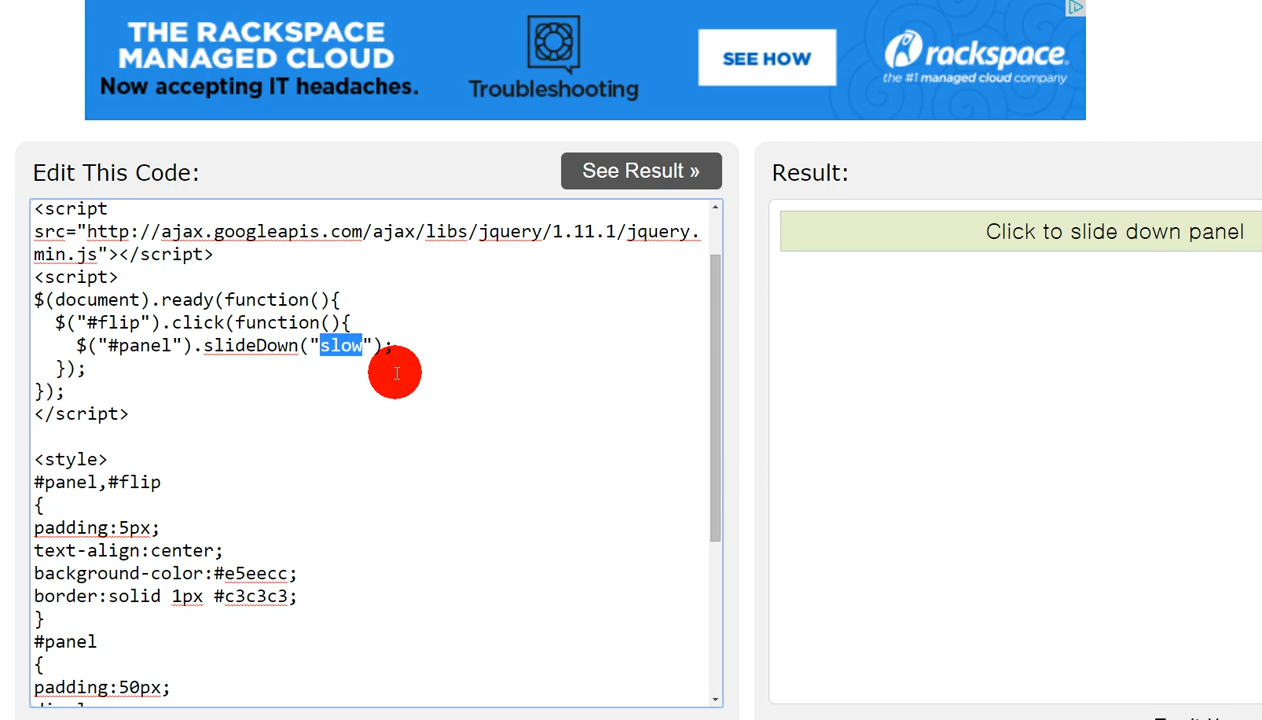 THE RACKSPACE
MANAGED CLOUD
Now accepting IT headaches.
Troubleshooting
SEE HOW
rackspace®
the #1 managed cloud company
Edit This Code:
See Result »
Result:
<script
src="http://ajax.googleapis.com/ajax/libs/jquery/1.11.1/jquery.
min.js"></script>
<script>
$(document).ready(function(){
  $("#flip").click(function(){
    $("#panel").slideDown("slow");
  });
});
</script>
<style>
#panel,#flip
{
padding:5px;
text-align:center;
background-color:#e5eecc;
border:solid 1px #c3c3c3;
}
#panel
{
padding:50px;
Click to slide down panel